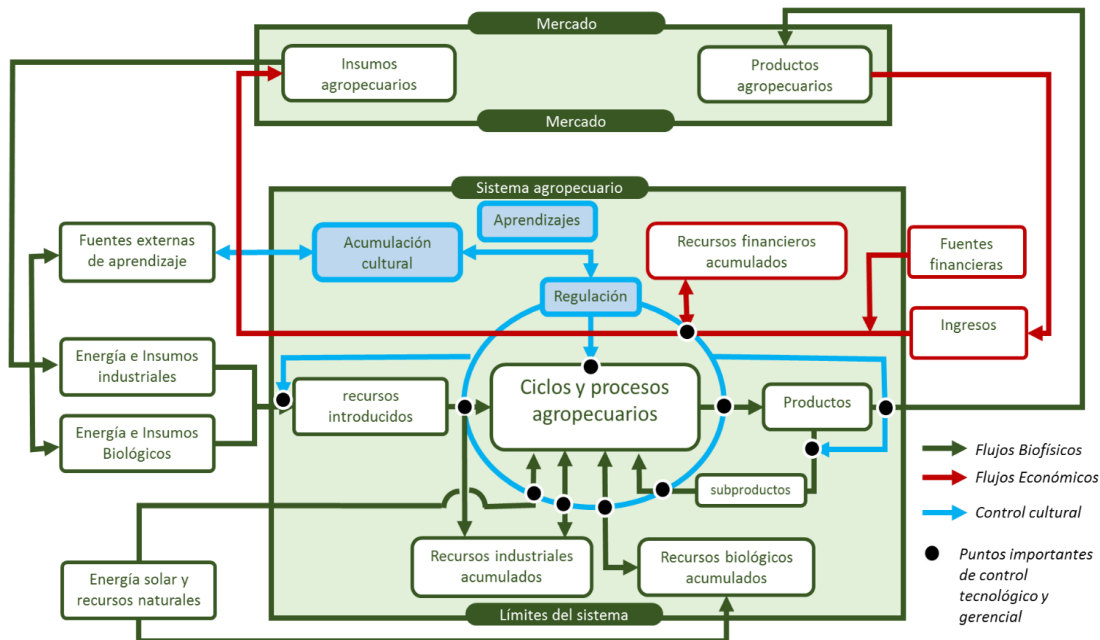 Mercado
Insumos
agropecuarios
Productos
agropecuarios
Mercado
Sistema agropecuario
Aprendizajes
Fuentes externas
de aprendizaje
Acumulación
cultural
Recursos financieros
acumulados
Fuentes
financieras
Regulación
Ingresos
Energía e Insumos
industriales
recursos
introducidos
Ciclos y procesos
agropecuarios
Productos
Energía e Insumos
Biológicos
subproductos
Flujos Biofísicos
Flujos Económicos
Control cultural
Recursos industriales
acumulados
Recursos biológicos
acumulados
Puntos importantes
de control
tecnológico y
gerencial
Energía solar y
recursos naturales
Límites del sistema